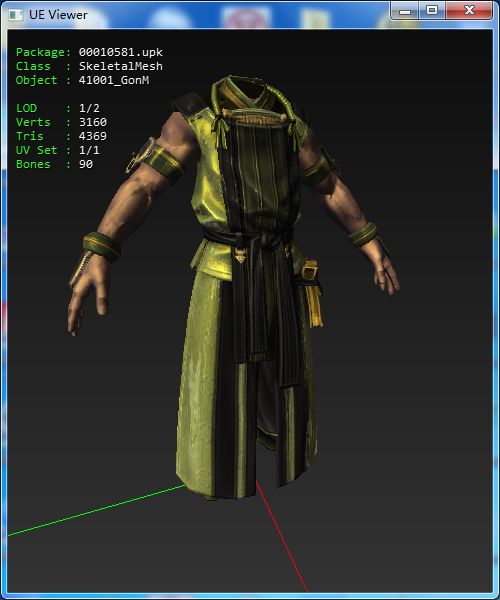 UE Viewer
Package: 00010581.upk
Class  : SkeletalMesh
Object : 41001_GonM
LOD    : 1/2
Verts  : 3160
Tris   : 4369
UV Set : 1/1
Bones  : 90